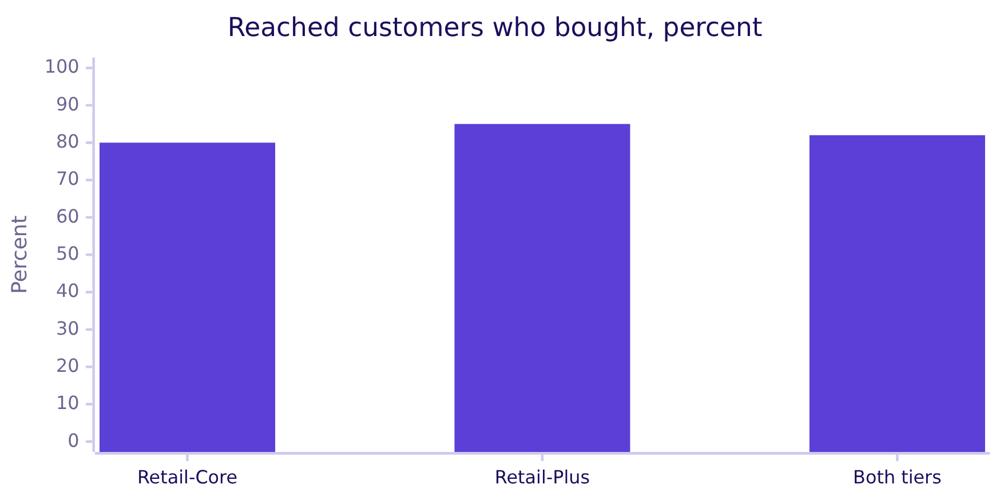 Reached customers who bought, percent
Percent
100
90
80
70
60
50
40
30
20
10
0
Retail-Core
Retail-Plus
Both tiers